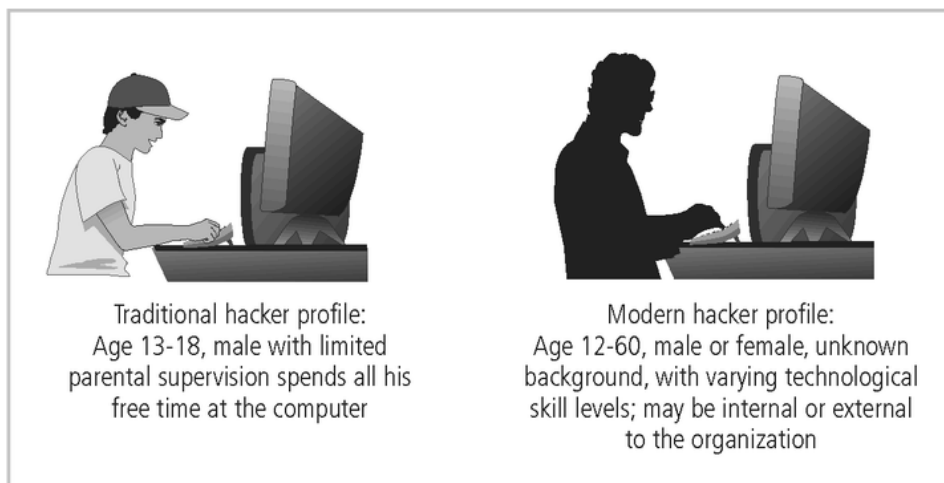 Traditional hacker profile:
Age 13-18, male with limited
parental supervision spends all his
free time at the computer
Modern hacker profile:
Age 12-60, male or female, unknown
background, with varying technological
skill levels; may be internal or external
to the organization